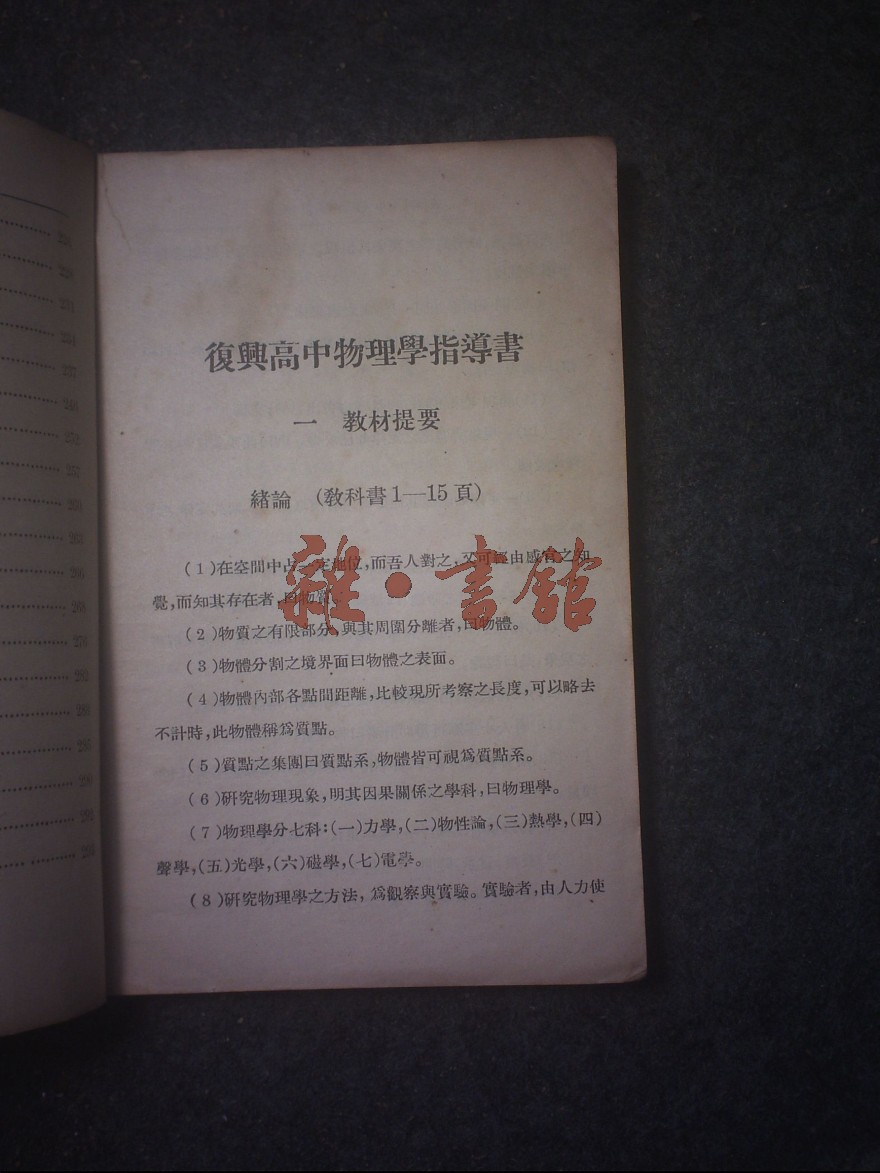 復興高中物理學指導書
一 教材提要
緒論 (教科書1—15頁)
(1)在空間中占一定地位,而吾人對之,又可經由感官之知
覺,而知其存在者,曰物質。
(2)物質之有限部分,與其周圍分離者,曰物體。
(3)物體分割之境界面曰物體之表面。
(4)物體內部各點間距離,比較現所考察之長度,可以略去
不計時,此物體稱爲質點。
(5)質點之集團曰質點系,物體皆可視爲質點系。
(6)研究物理現象,明其因果關係之學科,曰物理學。
(7)物理學分七科:(一)力學,(二)物性論,(三)熱學,(四)
聲學,(五)光學,(六)磁學,(七)電學。
(8)研究物理學之方法,爲觀察與實驗。實驗者,由人力使
雜·書館